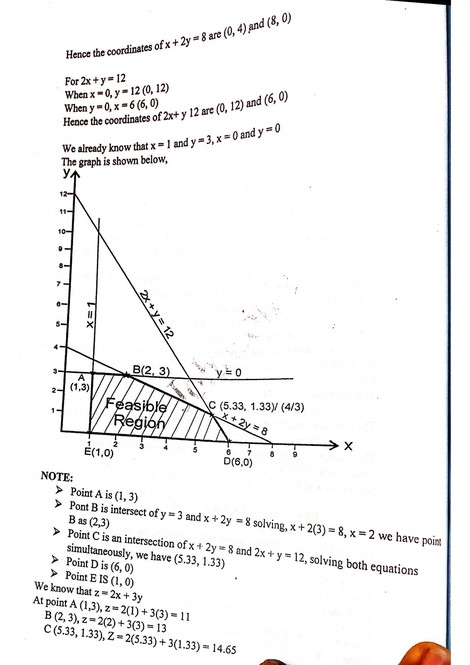 Hence the coordinates of x + 2y = 8 are (0, 4) and (8, 0)
For 2x + y = 12
When x = 0, y = 12 (0, 12)
When y = 0, x = 6 (6, 0)
Hence the coordinates of 2x+ y 12 are (0, 12) and (6, 0)
We already know that x = 1 and y = 3, x = 0 and y = 0
The graph is shown below,
y
12
11
10
9
8
7
6
5
4
3
2
1
x = 1
2x + y = 12
A
(1,3)
B(2, 3)
y = 0
C (5.33, 1.33)/ (4/3)
x + 2y = 8
Feasible
Region
1 2 3 4 5 6 7 8 9
X
E(1,0)
D(6,0)
NOTE:
➢ Point A is (1, 3)
➢ Pont B is intersect of y = 3 and x + 2y = 8 solving, x + 2(3) = 8, x = 2 we have point
B as (2,3)
➢ Point C is an intersection of x + 2y = 8 and 2x + y = 12, solving both equations
simultaneously, we have (5.33, 1.33)
➢ Point D is (6, 0)
➢ Point E IS (1, 0)
We know that z = 2x + 3y
At point A (1,3), z = 2(1) + 3(3) = 11
B (2, 3), z = 2(2) + 3(3) = 13
C (5.33, 1.33), Z = 2(5.33) + 3(1.33) = 14.65